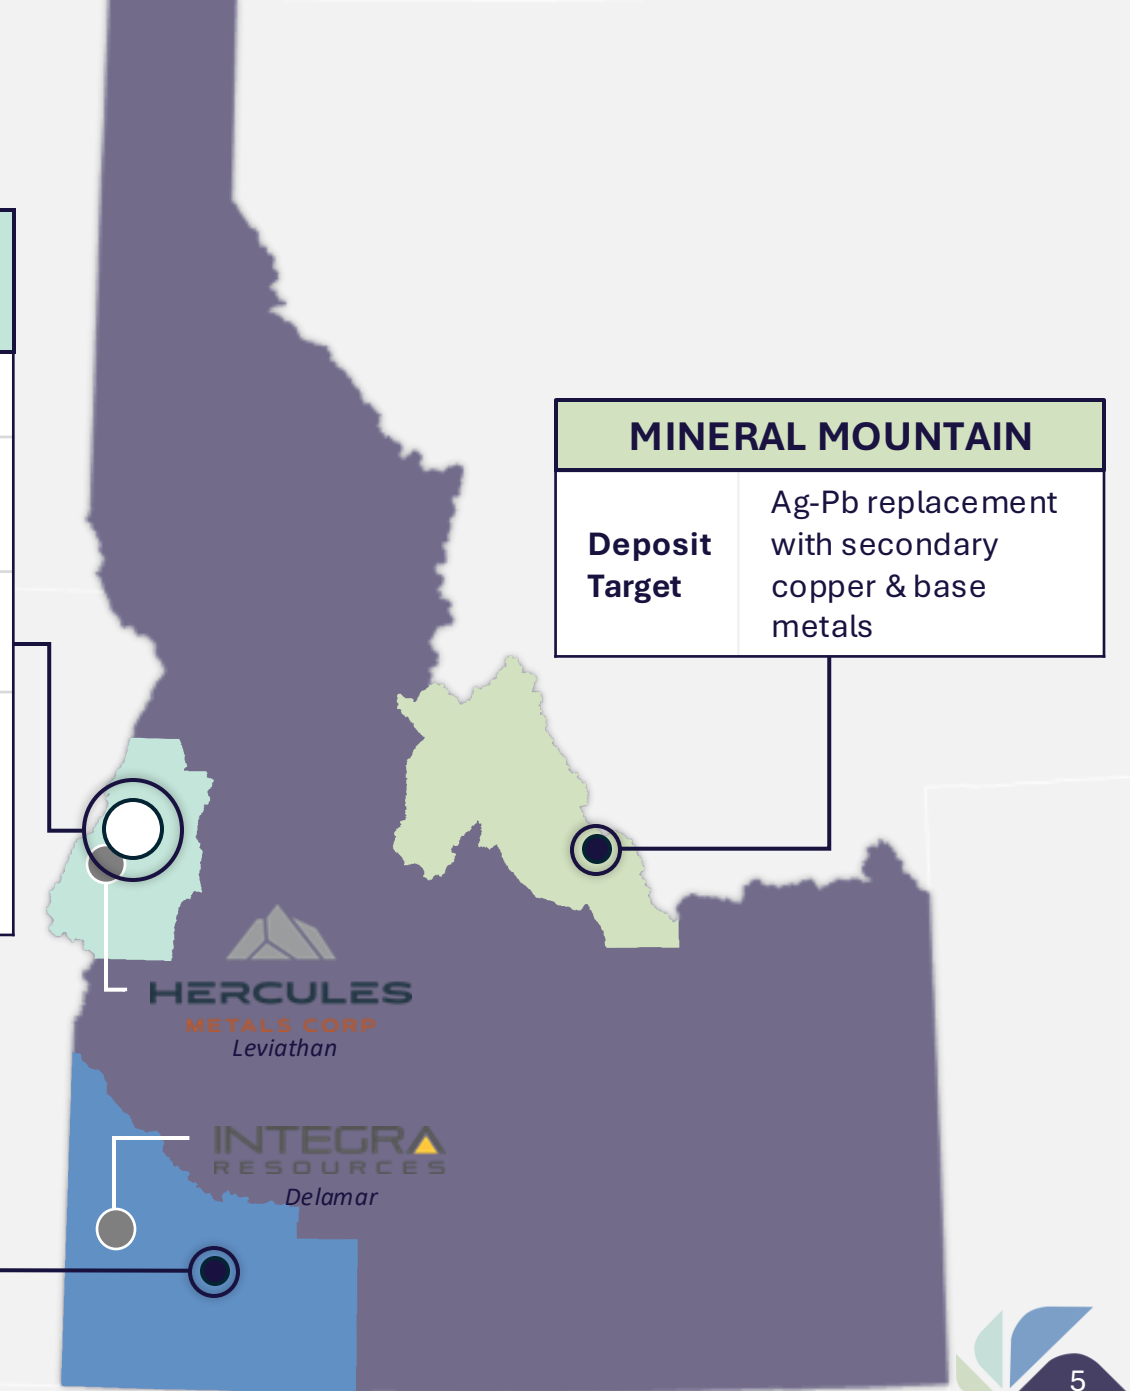 MINERAL MOUNTAIN
Deposit
Target
Ag-Pb replacement
with secondary
copper & base
metals
HERCULES
METALS CORP
Leviathan
INTEGRA
RESOURCES
Delamar
5